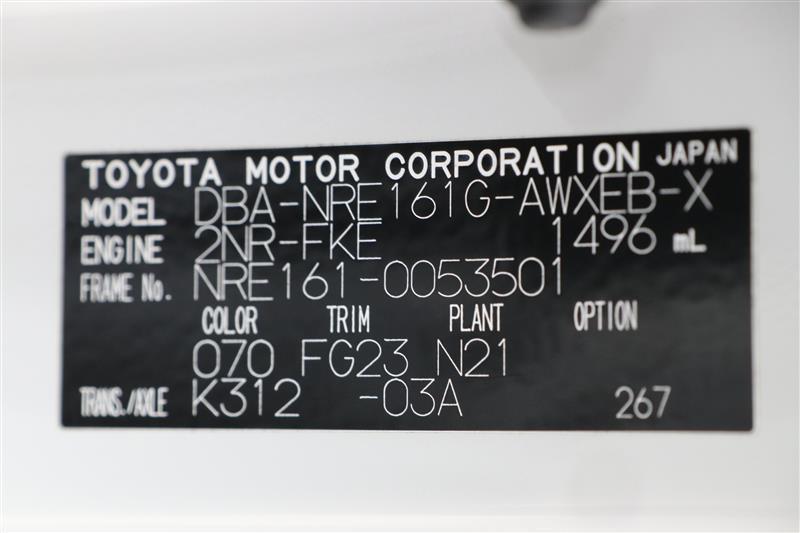 TOYOTA MOTOR CORPORATION JAPAN
MODEL DBA-NRE161G-AWXEB-X
ENGINE 2NR-FKE 1496 mL
FRAME No. NRE161-0053501
COLOR TRIM PLANT OPTION
070 FG23 N21
TRANS./AXLE K312 -03A 267